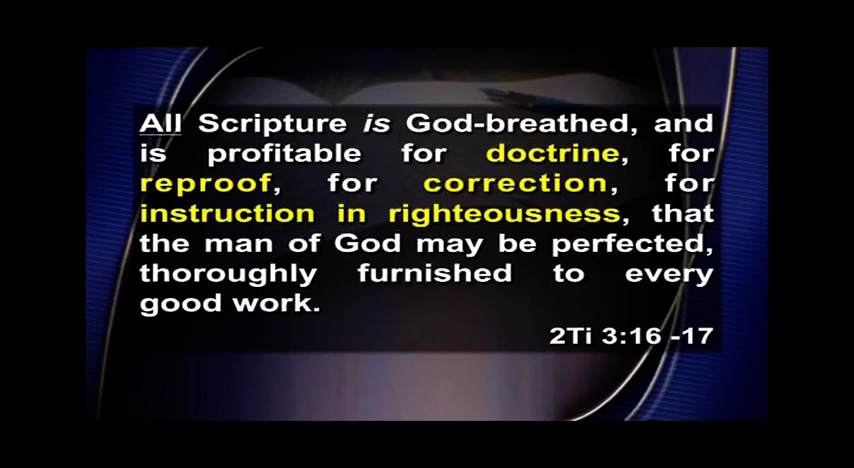 All Scripture is God-breathed, and
is profitable for doctrine, for
reproof, for correction, for
instruction in righteousness, that
the man of God may be perfected,
thoroughly furnished to every
good work.
2Ti 3:16 -17